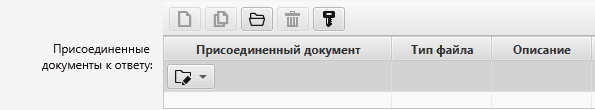 Присоединенный документ Тип файла Описание
Присоединенные
документы к ответу: